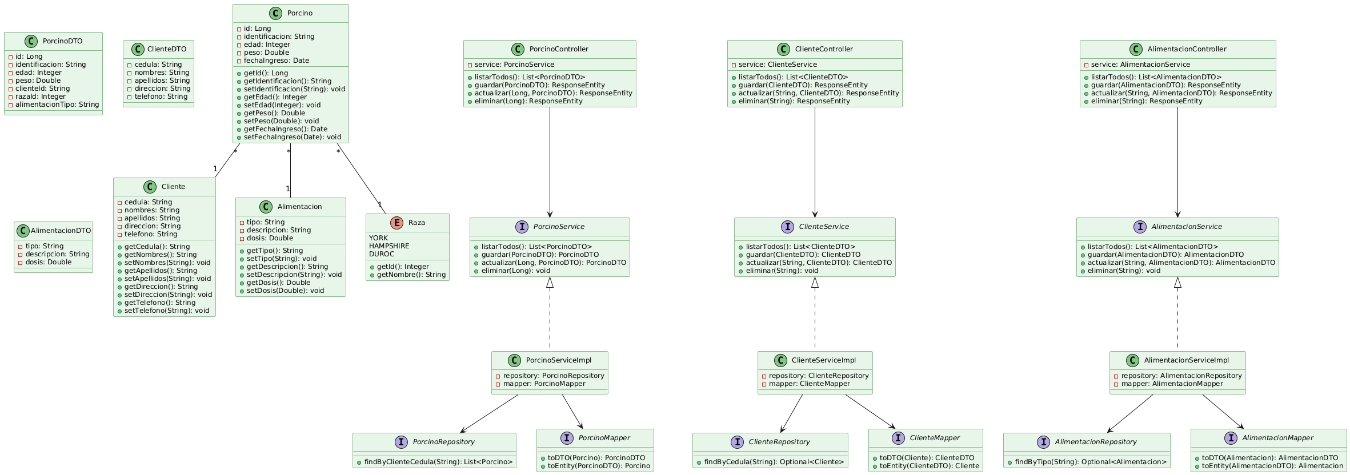 C PorcinoDTO
id: Long
identificacion: String
edad: Integer
peso: Double
clienteId: String
razaId: Integer
alimentacionTipo: String
C ClienteDTO
cedula: String
nombres: String
apellidos: String
direccion: String
telefono: String
C Porcino
id: Long
identificacion: String
edad: Integer
peso: Double
fechaIngreso: Date
getId(): Long
getIdentificacion(): String
setIdentificacion(String): void
getEdad(): Integer
setEdad(Integer): void
getPeso(): Double
setPeso(Double): void
getFechaIngreso(): Date
setFechaIngreso(Date): void
C PorcinoController
service: PorcinoService
listarTodos(): List<PorcinoDTO>
guardar(PorcinoDTO): ResponseEntity
actualizar(Long, PorcinoDTO): ResponseEntity
eliminar(Long): ResponseEntity
C ClienteController
service: ClienteService
listarTodos(): List<ClienteDTO>
guardar(ClienteDTO): ResponseEntity
actualizar(String, ClienteDTO): ResponseEntity
eliminar(String): ResponseEntity
C AlimentacionController
service: AlimentacionService
listarTodos(): List<AlimentacionDTO>
guardar(AlimentacionDTO): ResponseEntity
actualizar(String, AlimentacionDTO): ResponseEntity
eliminar(String): ResponseEntity
* * *
1 1 1
C AlimentacionDTO
tipo: String
descripcion: String
dosis: Double
C Cliente
cedula: String
nombres: String
apellidos: String
direccion: String
telefono: String
getCedula(): String
getNombres(): String
setNombres(String): void
getApellidos(): String
setApellidos(String): void
getDireccion(): String
setDireccion(String): void
getTelefono(): String
setTelefono(String): void
C Alimentacion
tipo: String
descripcion: String
dosis: Double
getTipo(): String
setTipo(String): void
getDescripcion(): String
setDescripcion(String): void
getDosis(): Double
setDosis(Double): void
E Raza
YORK
HAMPSHIRE
DUROC
getId(): Integer
getNombre(): String
I PorcinoService
listarTodos(): List<PorcinoDTO>
guardar(PorcinoDTO): PorcinoDTO
actualizar(Long, PorcinoDTO): PorcinoDTO
eliminar(Long): void
I ClienteService
listarTodos(): List<ClienteDTO>
guardar(ClienteDTO): ClienteDTO
actualizar(String, ClienteDTO): ClienteDTO
eliminar(String): void
I AlimentacionService
listarTodos(): List<AlimentacionDTO>
guardar(AlimentacionDTO): AlimentacionDTO
actualizar(String, AlimentacionDTO): AlimentacionDTO
eliminar(String): void
C PorcinoServiceImpl
repository: PorcinoRepository
mapper: PorcinoMapper
C ClienteServiceImpl
repository: ClienteRepository
mapper: ClienteMapper
C AlimentacionServiceImpl
repository: AlimentacionRepository
mapper: AlimentacionMapper
I PorcinoRepository
findByClienteCedula(String): List<Porcino>
I PorcinoMapper
toDTO(Porcino): PorcinoDTO
toEntity(PorcinoDTO): Porcino
I ClienteRepository
findByCedula(String): Optional<Cliente>
I ClienteMapper
toDTO(Cliente): ClienteDTO
toEntity(ClienteDTO): Cliente
I AlimentacionRepository
findByTipo(String): Optional<Alimentacion>
I AlimentacionMapper
toDTO(Alimentacion): AlimentacionDTO
toEntity(AlimentacionDTO): Alimentacion